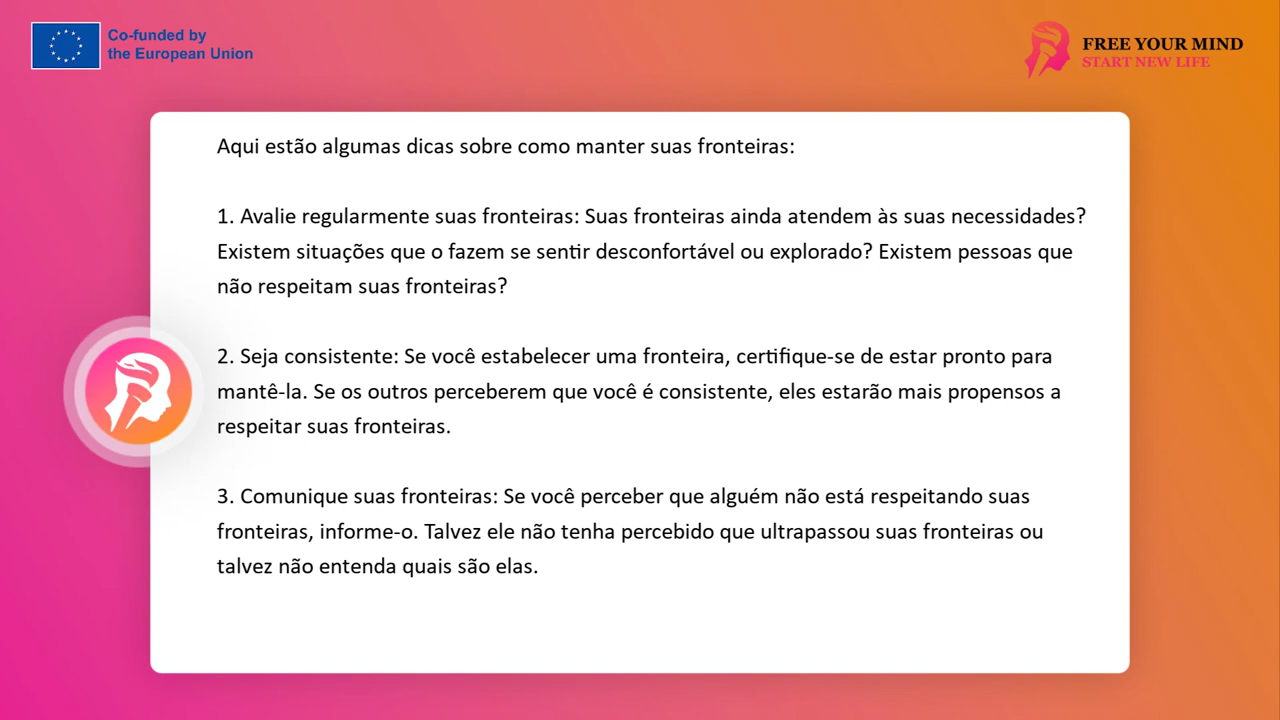 Co-funded by
the European Union
FREE YOUR MIND
START NEW LIFE
Aqui estão algumas dicas sobre como manter suas fronteiras:
1. Avalie regularmente suas fronteiras: Suas fronteiras ainda atendem às suas necessidades?
Existem situações que o fazem se sentir desconfortável ou explorado? Existem pessoas que
não respeitam suas fronteiras?
2. Seja consistente: Se você estabelecer uma fronteira, certifique-se de estar pronto para
mantê-la. Se os outros perceberem que você é consistente, eles estarão mais propensos a
respeitar suas fronteiras.
3. Comunique suas fronteiras: Se você perceber que alguém não está respeitando suas
fronteiras, informe-o. Talvez ele não tenha percebido que ultrapassou suas fronteiras ou
talvez não entenda quais são elas.